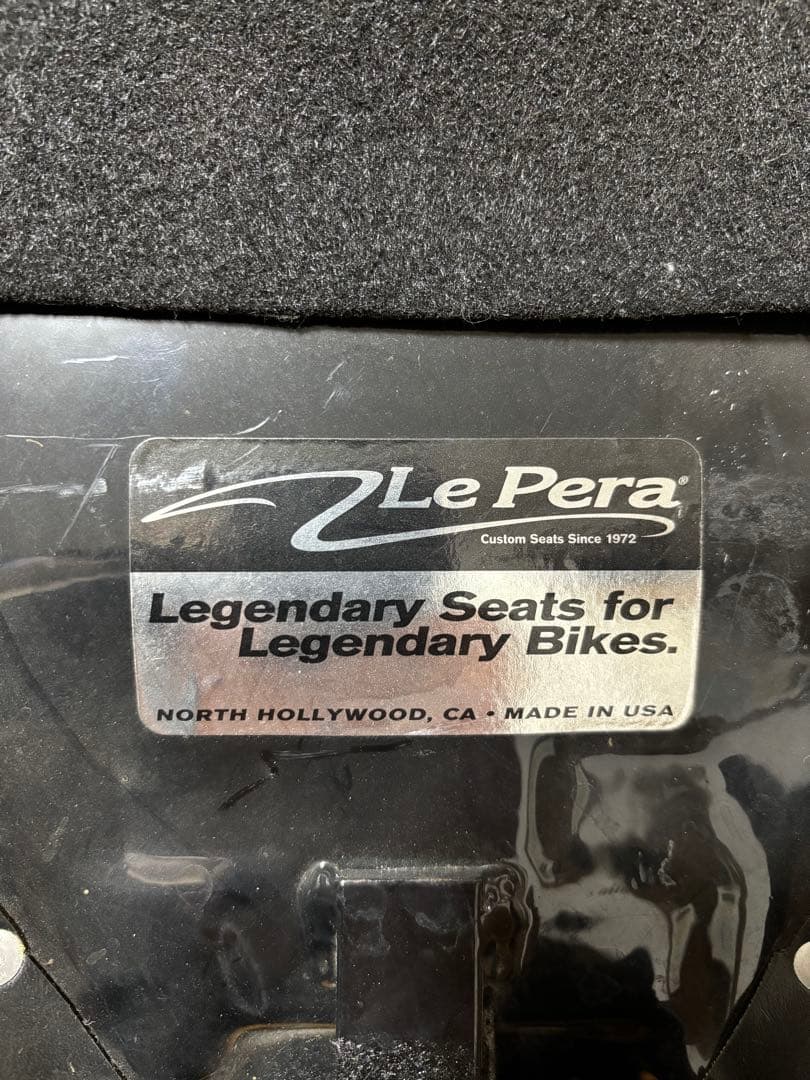 Le Pera®
Custom Seats Since 1972
Legendary Seats for
Legendary Bikes.
NORTH HOLLYWOOD, CA • MADE IN USA